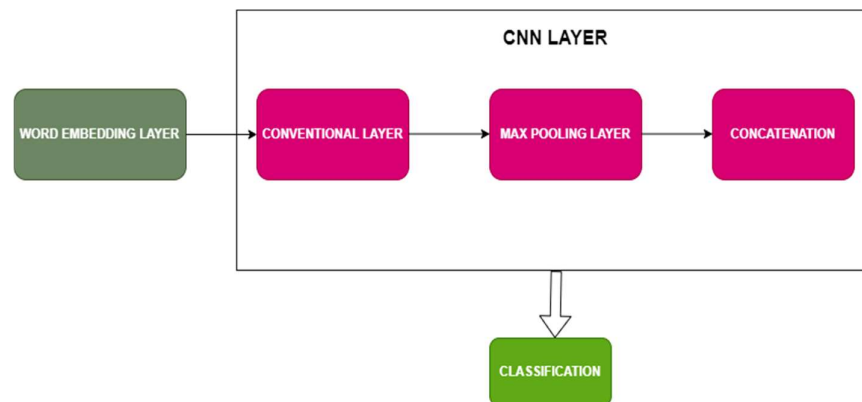 CNN LAYER
WORD EMBEDDING LAYER
CONVENTIONAL LAYER
MAX POOLING LAYER
CONCATENATION
CLASSIFICATION